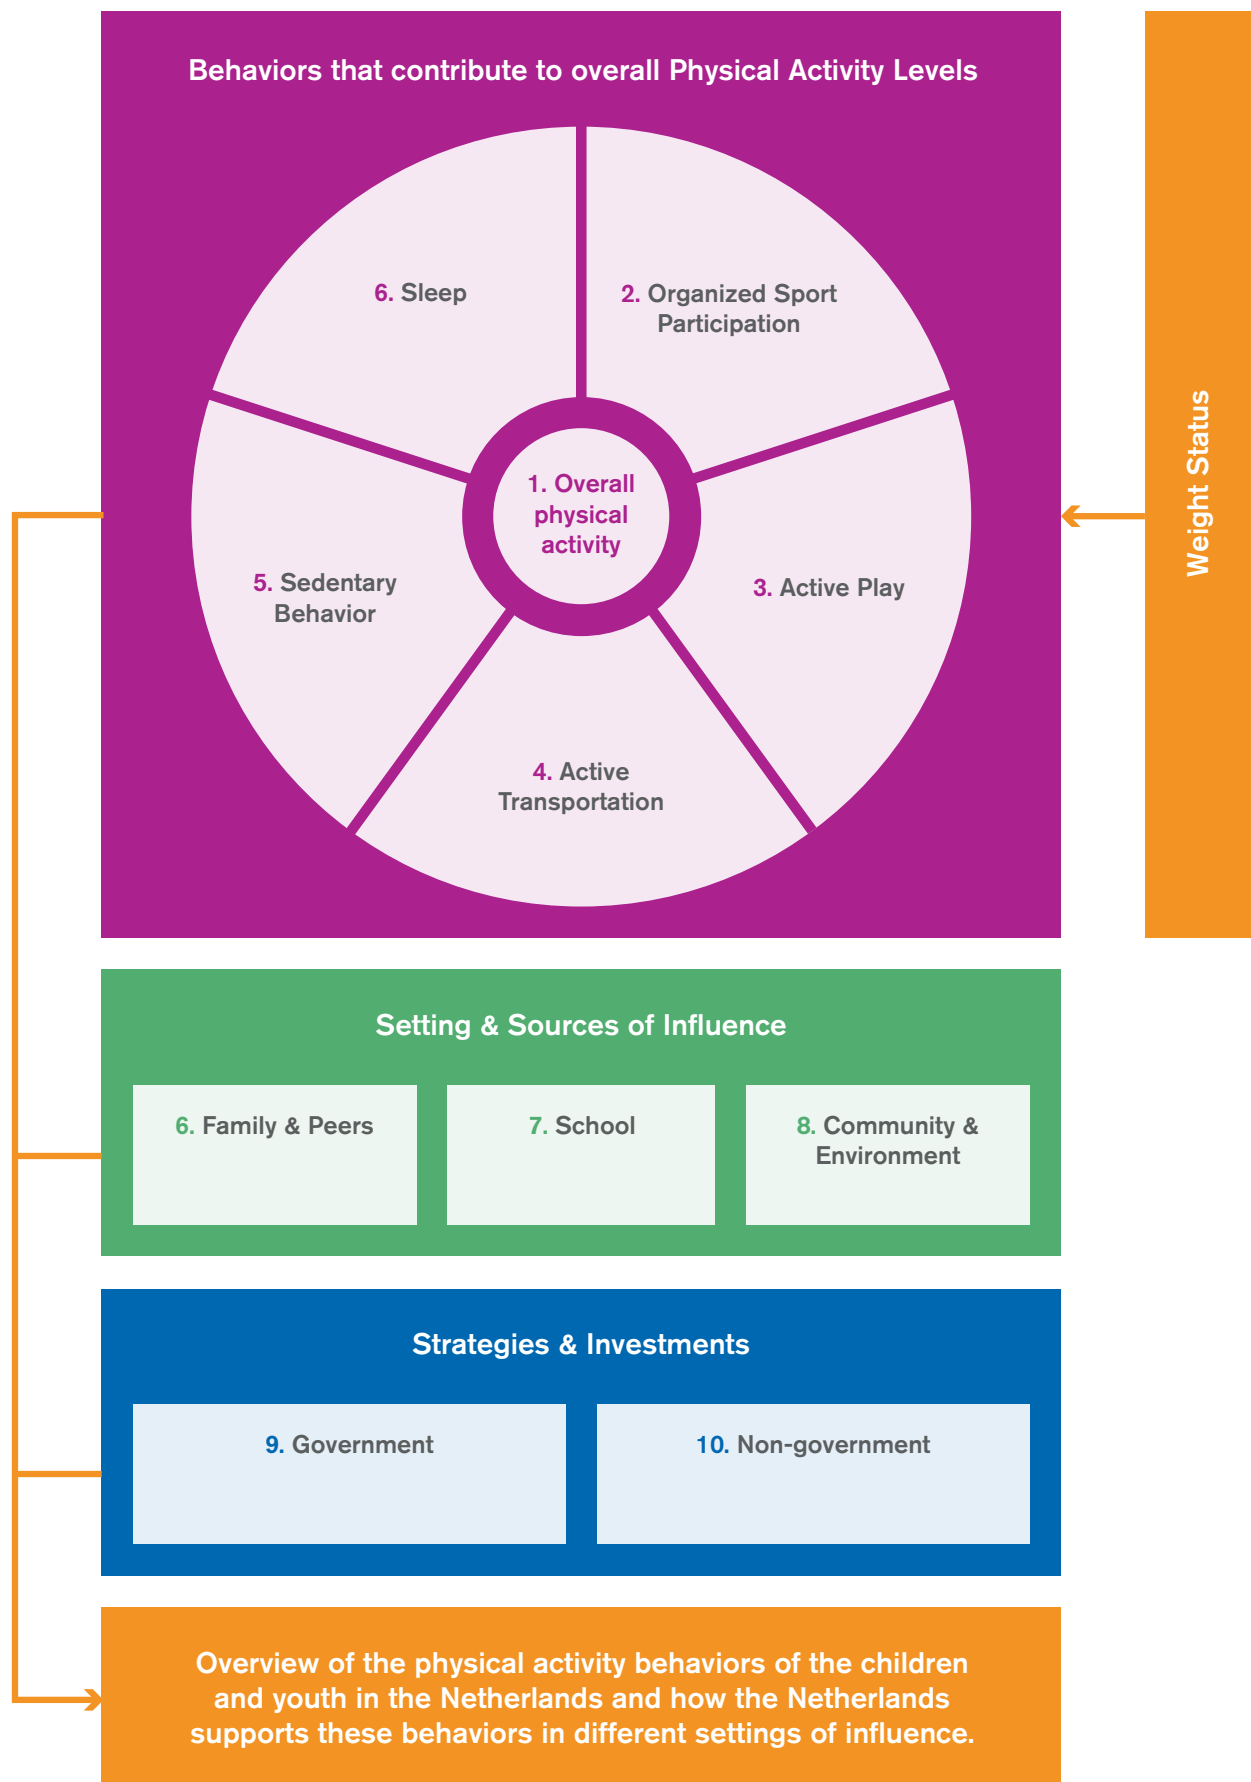 Behaviors that contribute to overall Physical Activity Levels
6. Sleep
2. Organized Sport
Participation
1. Overall
physical
activity
5. Sedentary
Behavior
3. Active Play
4. Active
Transportation
Weight Status
Setting & Sources of Influence
6. Family & Peers
7. School
8. Community &
Environment
Strategies & Investments
9. Government
10. Non-government
Overview of the physical activity behaviors of the children
and youth in the Netherlands and how the Netherlands
supports these behaviors in different settings of influence.